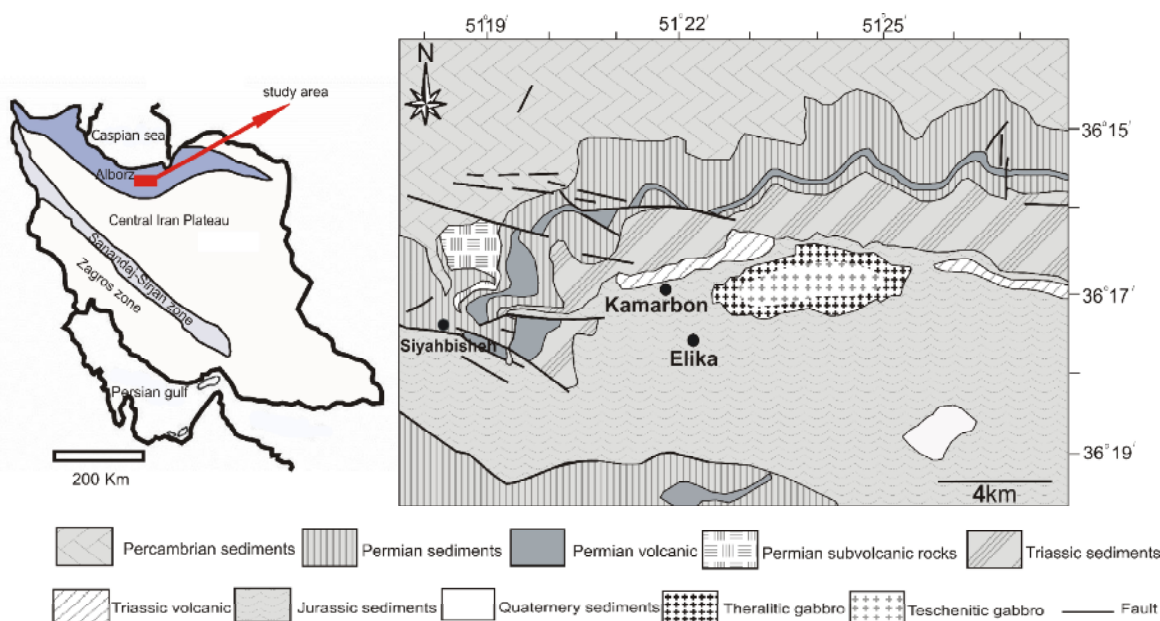 study area
Caspian sea
Alborz
Central Iran Plateau
Sanandaj-Sirjan zone
Zagros zone
Persian gulf
200 Km
51°19′ 51°22′ 51°25′
N
36°15′
36°17′
36°19′
Kamarbon
Siyahbisheh
Elika
4km
Percambrian sediments Permian sediments Permian volcanic Permian subvolcanic rocks Triassic sediments
Triassic volcanic Jurassic sediments Quaternery sediments Theralitic gabbro Teschenitic gabbro Fault